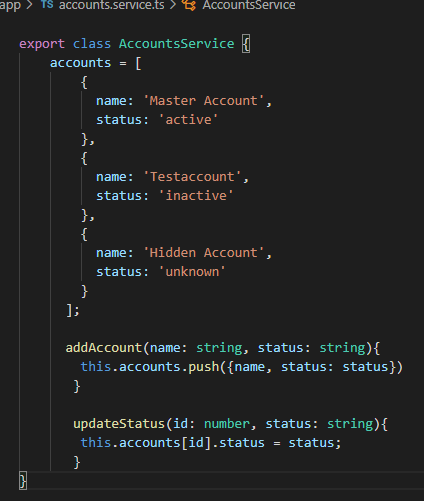 app > TS accounts.service.ts > AccountsService
export class AccountsService {
    accounts = [
        {
          name: 'Master Account',
          status: 'active'
        },
        {
          name: 'Testaccount',
          status: 'inactive'
        },
        {
          name: 'Hidden Account',
          status: 'unknown'
        }
      ];
      addAccount(name: string, status: string){
        this.accounts.push({name, status: status})
       }
       updateStatus(id: number, status: string){
        this.accounts[id].status = status;
       }
}